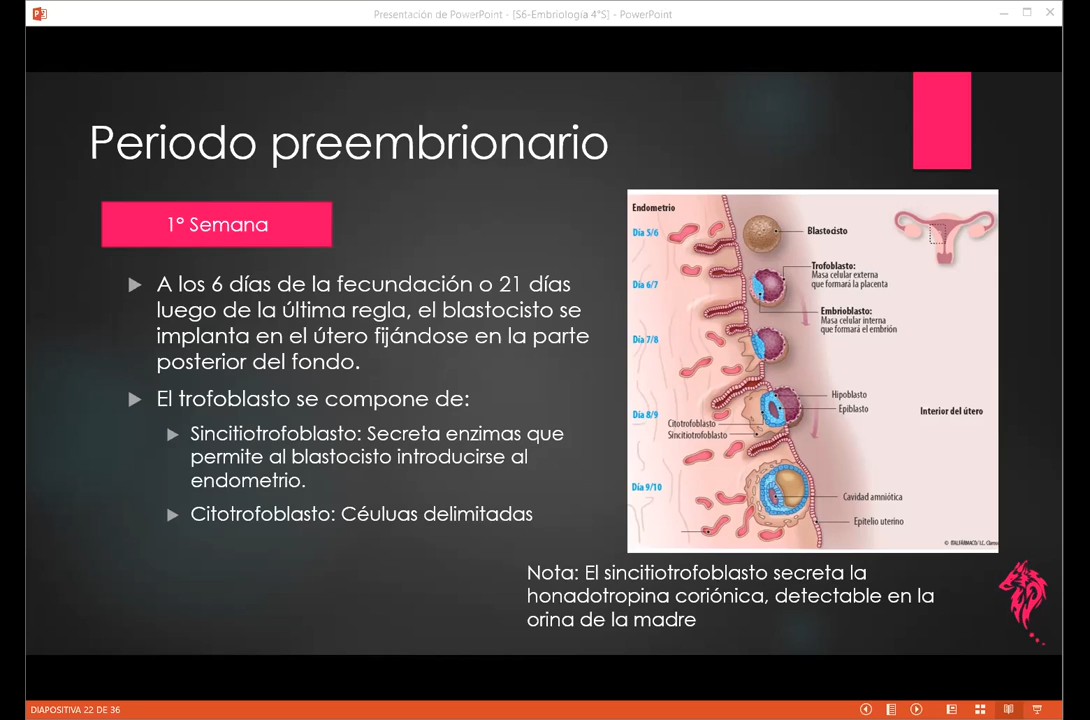 Presentación de PowerPoint - [S6-Embriología 4°S] - PowerPoint
Periodo preembrionario
1° Semana
A los 6 días de la fecundación o 21 días
luego de la última regla, el blastocisto se
implanta en el útero fijándose en la parte
posterior del fondo.
El trofoblasto se compone de:
Sincitiotrofoblasto: Secreta enzimas que
permite al blastocisto introducirse al
endometrio.
Citotrofoblasto: Céuluas delimitadas
Endometrio
Día 5/6
Blastocisto
Trofoblasto:
Masa celular externa
que formará la placenta
Día 6/7
Embrioblasto:
Masa celular interna
que formará el embrión
Día 7/8
Hipoblasto
Epiblasto
Día 8/9
Citotrofoblasto
Sincitiotrofoblasto
Interior del útero
Día 9/10
Cavidad amniótica
Epitelio uterino
Nota: El sincitiotrofoblasto secreta la
honadotropina coriónica, detectable en la
orina de la madre
DIAPOSITIVA 22 DE 36